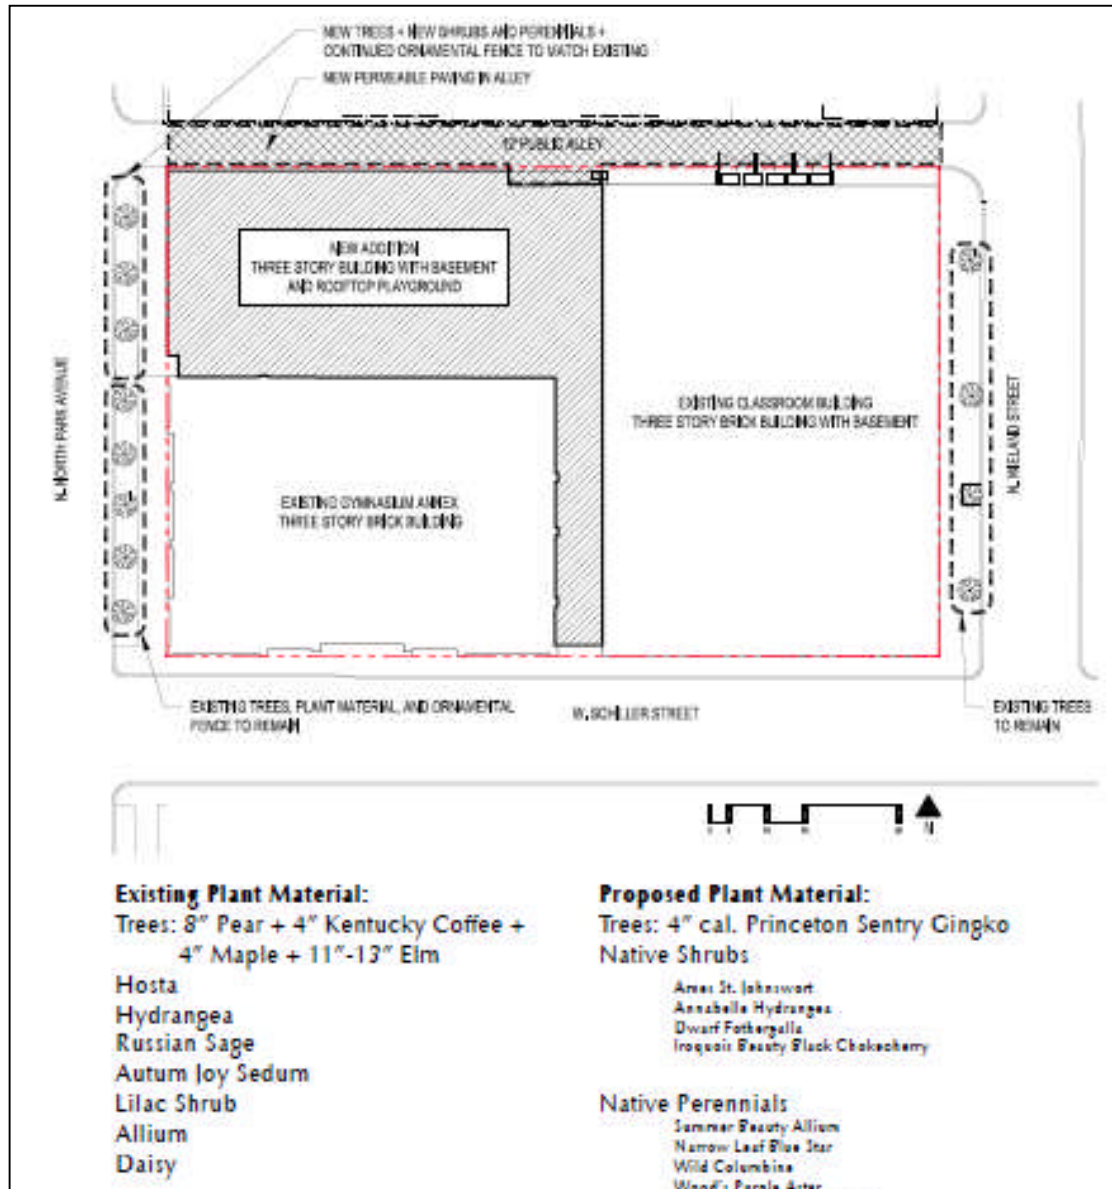 NEW TREES + NEW SHRUBS AND PERENNIALS +
CONTINUED ORNAMENTAL FENCE TO MATCH EXISTING
NEW PERMEABLE PAVING IN ALLEY
12' PUBLIC ALLEY
NEW ADDITION
THREE STORY BUILDING WITH BASEMENT
AND ROOFTOP PLAYGROUND
N. NORTH PARK AVENUE
EXISTING CLASSROOM BUILDING
THREE STORY BRICK BUILDING WITH BASEMENT
N. WIELAND STREET
EXISTING GYMNASIUM ANNEX
THREE STORY BRICK BUILDING
EXISTING TREES, PLANT MATERIAL, AND ORNAMENTAL
FENCE TO REMAIN
W. SCHILLER STREET
EXISTING TREES
TO REMAIN
N
Existing Plant Material:
Trees: 8" Pear + 4" Kentucky Coffee +
4" Maple + 11"-13" Elm
Hosta
Hydrangea
Russian Sage
Autum Joy Sedum
Lilac Shrub
Allium
Daisy
Proposed Plant Material:
Trees: 4" cal. Princeton Sentry Gingko
Native Shrubs
Ames St. Johnswort
Annabelle Hydrangea
Dwarf Fothergalla
Iroquois Beauty Black Chokecherry
Native Perennials
Summer Beauty Allium
Narrow Leaf Blue Star
Wild Columbine
Wood's Purple Aster